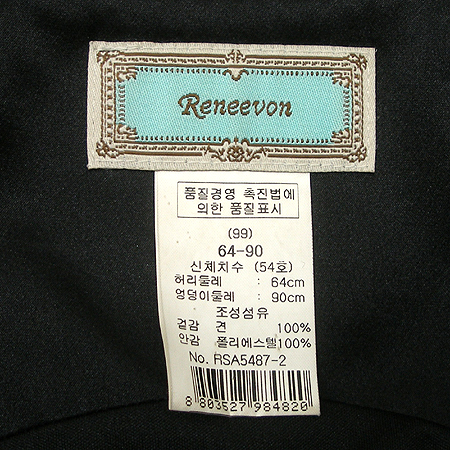 Reneevon
품질경영 촉진법에
의한 품질표시
(99)
64-90
신체치수 (54호)
허리둘레 : 64cm
엉덩이둘레 : 90cm
조성섬유
겉감 견 100%
안감 폴리에스텔100%
No. RSA5487-2
8 803527 984820